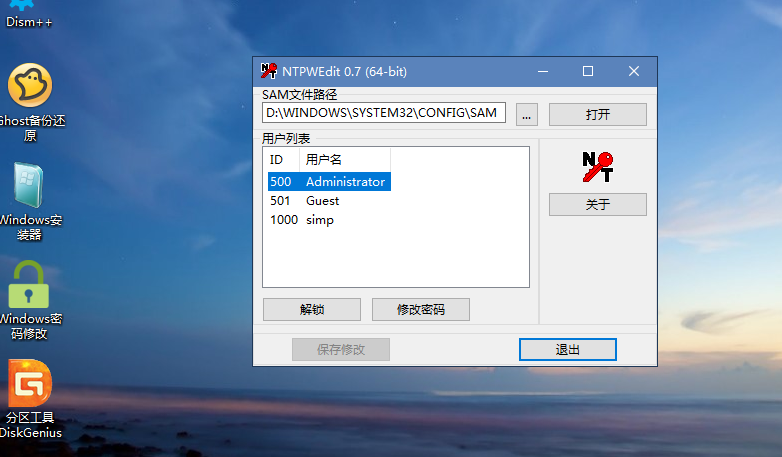 Dism++
Ghost备份还
原
Windows安
装器
Windows密
码修改
分区工具
DiskGenius
NTPWEdit 0.7 (64-bit)
SAM文件路径
D:\WINDOWS\SYSTEM32\CONFIG\SAM
...
打开
用户列表
ID 用户名
500 Administrator
501 Guest
1000 simp
N T
关于
解锁 修改密码
保存修改 退出